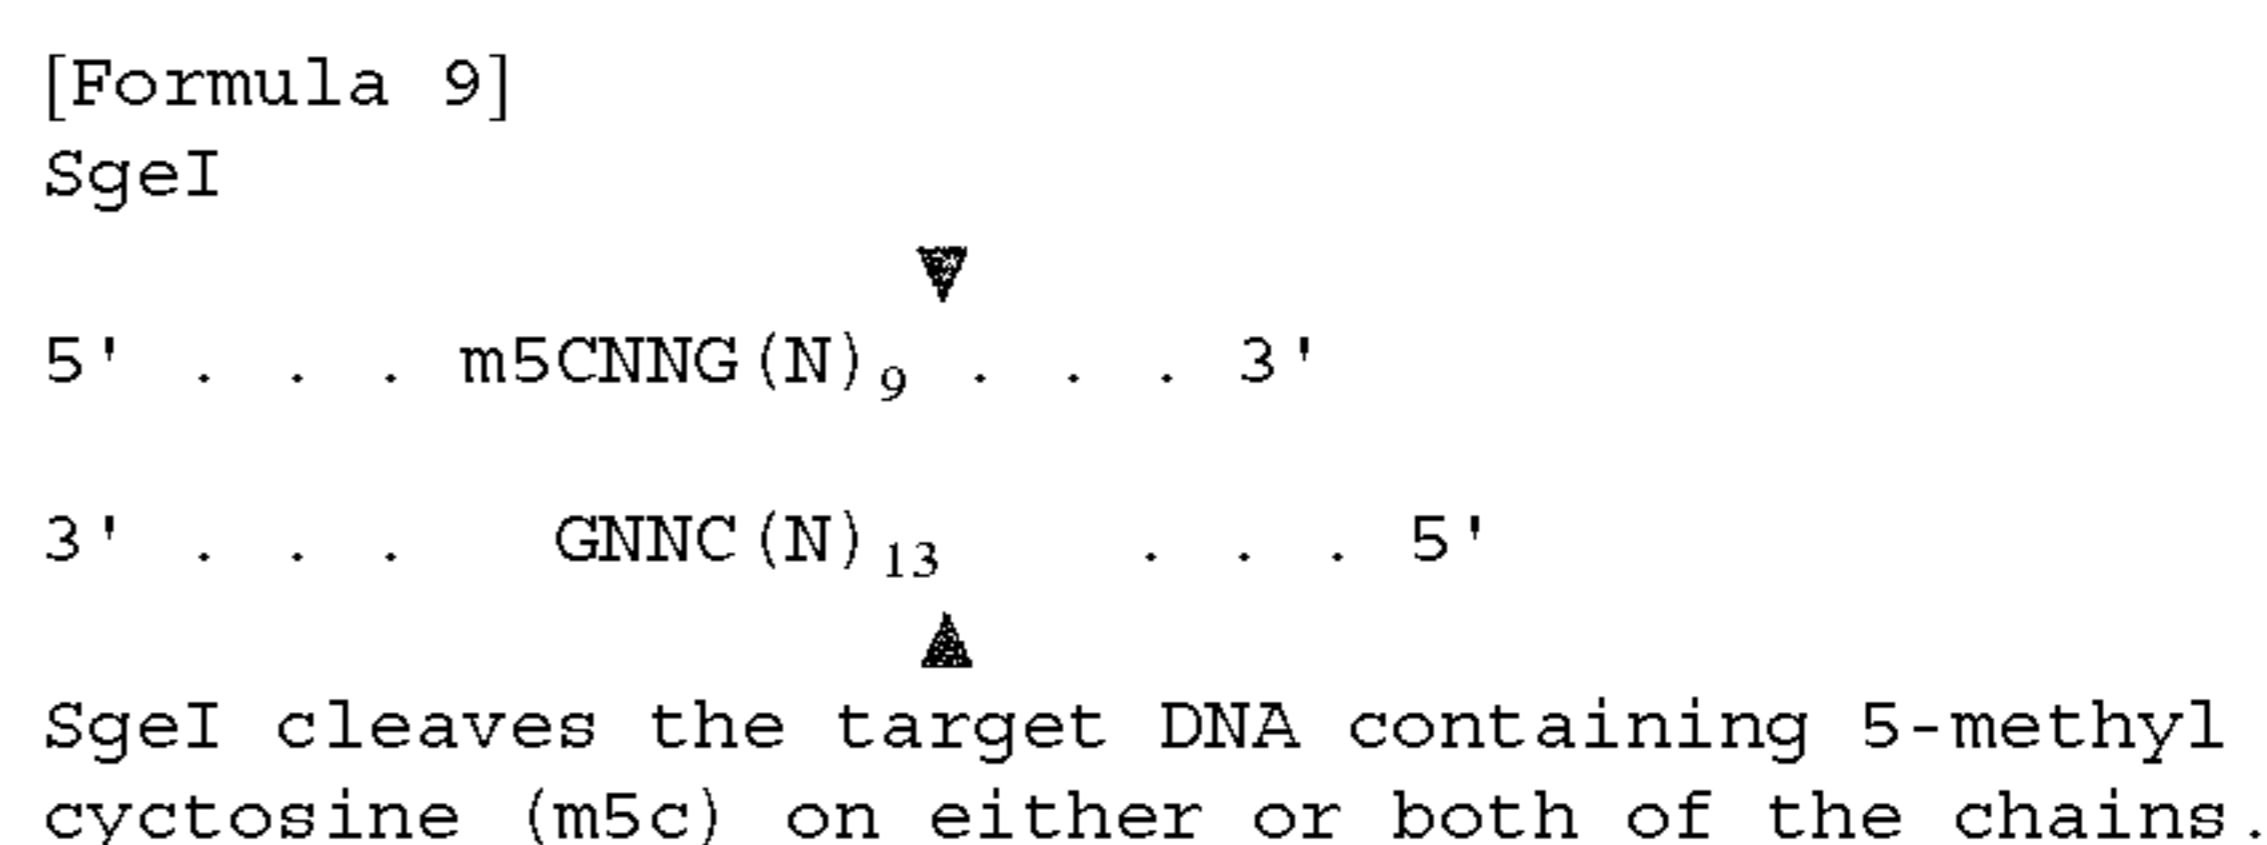 [Formula 9]
SgeI
▼
5' . . . m5CNNG(N)₉ . . . 3'
3' . . . GNNC(N)₁₃ . . . 5'
▲
SgeI cleaves the target DNA containing 5-methyl
cyctosine (m5c) on either or both of the chains.